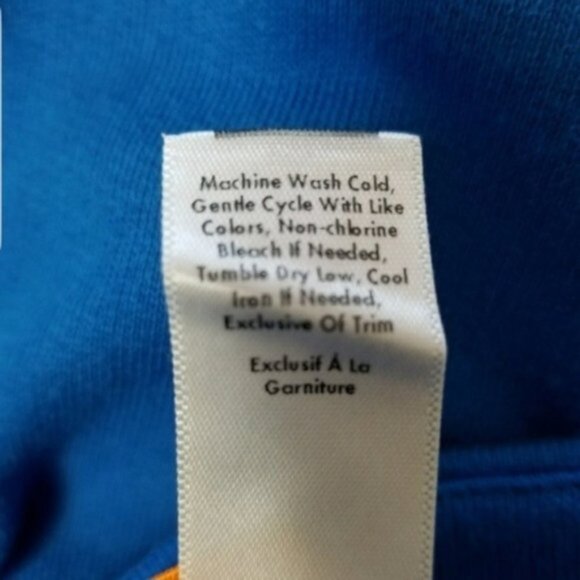 Machine Wash Cold,
Gentle Cycle With Like
Colors, Non-chlorine
Bleach If Needed,
Tumble Dry Low, Cool
Iron If Needed,
Exclusive Of Trim
Exclusif À La
Garniture